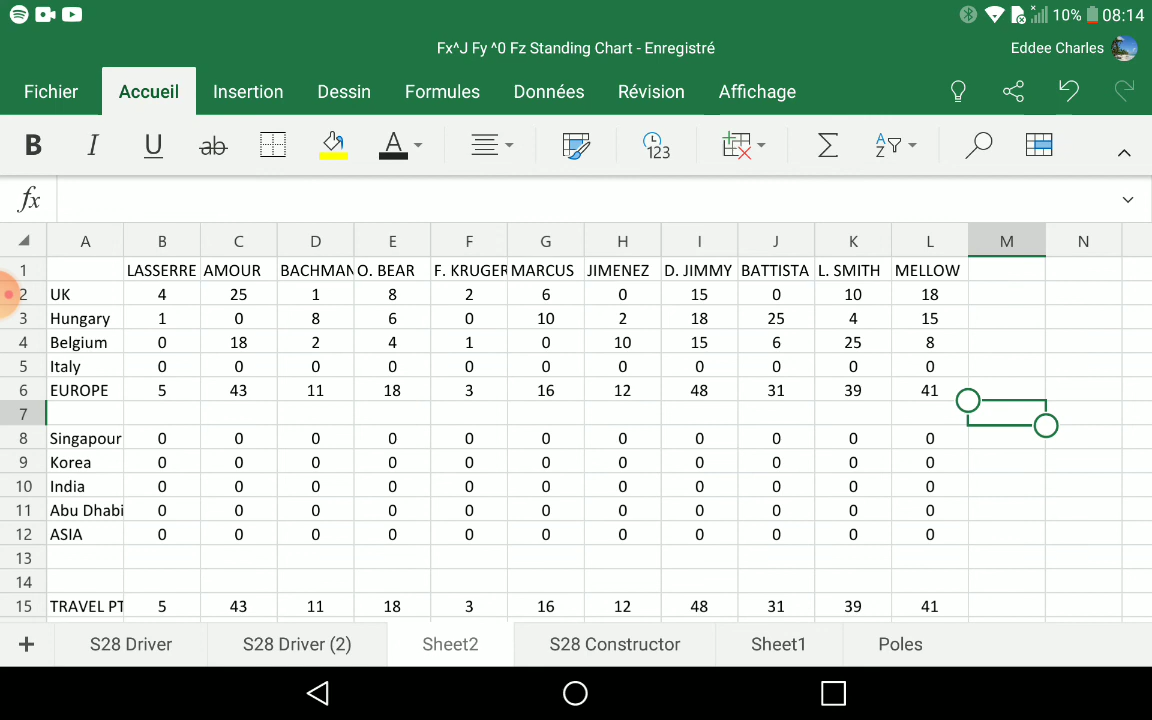 10% 08:14
Fx^J Fy ^0 Fz Standing Chart - Enregistré Eddee Charles
Fichier Accueil Insertion Dessin Formules Données Révision Affichage
B I U ab A 123 Σ A Z
fx
A B C D E F G H I J K L M N
1 LASSERRE AMOUR BACHMAN O. BEAR F. KRUGER MARCUS JIMENEZ D. JIMMY BATTISTA L. SMITH MELLOW
2 UK 4 25 1 8 2 6 0 15 0 10 18
3 Hungary 1 0 8 6 0 10 2 18 25 4 15
4 Belgium 0 18 2 4 1 0 10 15 6 25 8
5 Italy 0 0 0 0 0 0 0 0 0 0 0
6 EUROPE 5 43 11 18 3 16 12 48 31 39 41
7
8 Singapour 0 0 0 0 0 0 0 0 0 0 0
9 Korea 0 0 0 0 0 0 0 0 0 0 0
10 India 0 0 0 0 0 0 0 0 0 0 0
11 Abu Dhabi 0 0 0 0 0 0 0 0 0 0 0
12 ASIA 0 0 0 0 0 0 0 0 0 0 0
13
14
15 TRAVEL PT 5 43 11 18 3 16 12 48 31 39 41
+ S28 Driver S28 Driver (2) Sheet2 S28 Constructor Sheet1 Poles